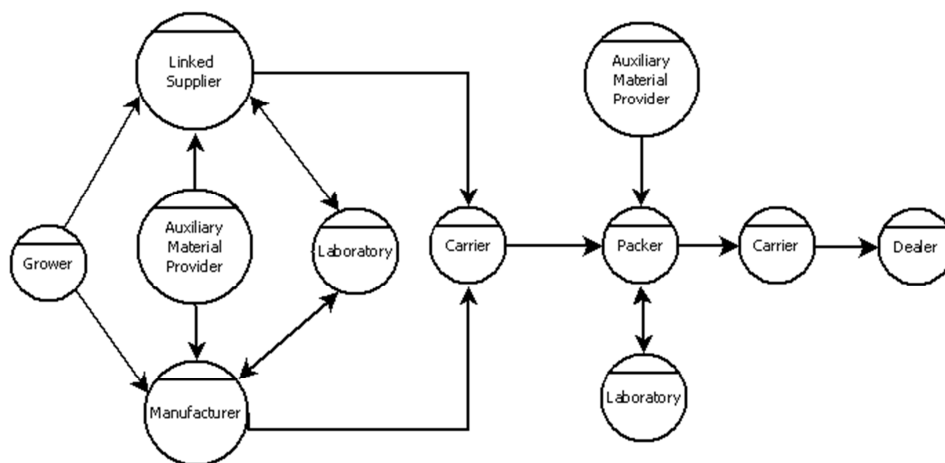 Linked
Supplier
Auxiliary
Material
Provider
Grower
Auxiliary
Material
Provider
Laboratory
Carrier
Packer
Carrier
Dealer
Manufacturer
Laboratory